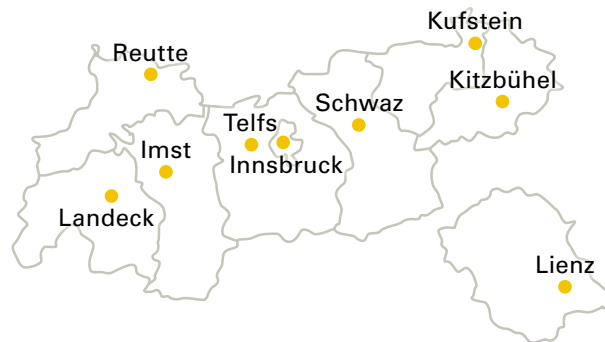 Kufstein
Reutte
Kitzbühel
Schwaz
Telfs
Imst
Innsbruck
Landeck
Lienz